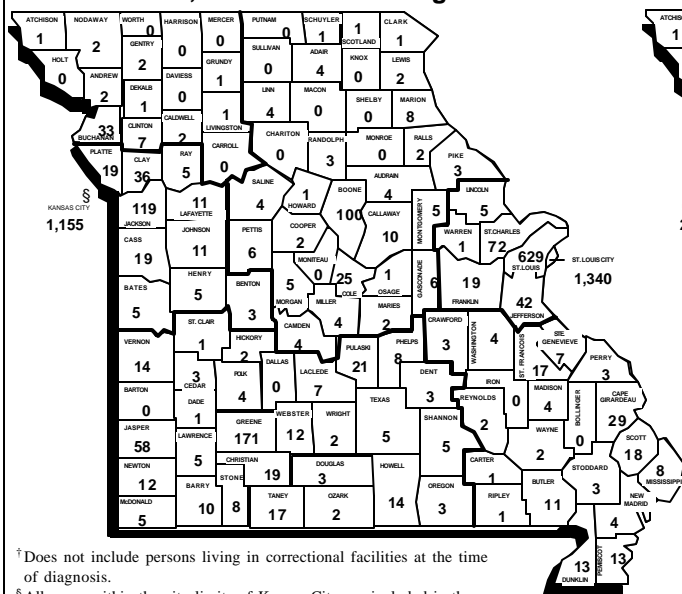 ATCHISON NODAWAY WORTH HARRISON MERCER PUTNAM SCHUYLER CLARK
1 2 0 0 0 0 1 1 1
SCOTLAND
HOLT GENTRY GRUNDY SULLIVAN ADAIR KNOX LEWIS
0 2 1 0 4 0 2
ANDREW DEKALB DAVIESS LINN MACON SHELBY MARION
2 1 0 4 0 0 8
BUCHANAN CLINTON CALDWELL LIVINGSTON CHARITON RANDOLPH MONROE RALLS
33 7 2 1 0 3 0 2
PLATTE CLAY RAY CARROLL AUDRAIN PIKE
19 36 5 0 4 3
§
KANSAS CITY
1,155
JACKSON LAFAYETTE SALINE HOWARD BOONE CALLAWAY MONTGOMERY LINCOLN
119 11 4 1 100 10 5 5
CASS JOHNSON PETTIS COOPER WARREN ST.CHARLES ST.LOUIS ST.LOUIS CITY
19 11 6 2 1 72 629 1,340
BATES HENRY BENTON MORGAN MONITEAU COLE OSAGE GASCONADE FRANKLIN JEFFERSON
5 5 3 5 0 25 1 6 19 42
VERNON ST. CLAIR HICKORY CAMDEN MILLER MARIES PHELPS CRAWFORD WASHINGTON ST. FRANCOIS STE. GENEVIEVE PERRY
14 1 2 4 4 2 8 3 4 17 7 3
BARTON CEDAR POLK DALLAS LACLEDE PULASKI DENT IRON MADISON BOLLINGER CAPE GIRARDEAU
0 3 4 0 7 21 3 0 4 0 29
JASPER DADE GREENE WEBSTER WRIGHT TEXAS SHANNON REYNOLDS WAYNE SCOTT
58 1 171 12 2 5 5 2 2 18
NEWTON LAWRENCE CHRISTIAN DOUGLAS HOWELL CARTER BUTLER STODDARD MISSISSIPPI
12 5 19 3 14 1 11 3 8
McDONALD BARRY STONE TANEY OZARK OREGON RIPLEY NEW MADRID
5 10 8 17 2 3 1 4
DUNKLIN PEMISCOT
13 13
†Does not include persons living in correctional facilities at the time
of diagnosis.